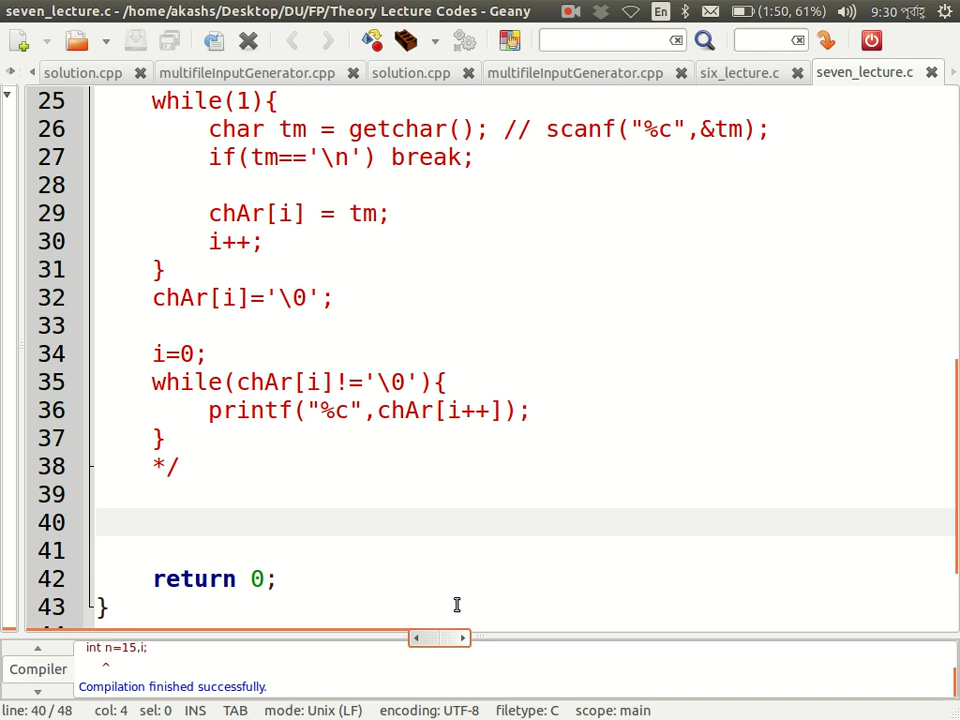 seven_lecture.c - /home/akashs/Desktop/DU/FP/Theory Lecture Codes - Geany
En
(1:50, 61%)
9:30 পূর্বাহ্ণ
solution.cpp
multifileInputGenerator.cpp
solution.cpp
multifileInputGenerator.cpp
six_lecture.c
seven_lecture.c
25 while(1){
26 char tm = getchar(); // scanf("%c",&tm);
27 if(tm=='\n') break;
28
29 chAr[i] = tm;
30 i++;
31 }
32 chAr[i]='\0';
33
34 i=0;
35 while(chAr[i]!='\0'){
36 printf("%c",chAr[i++]);
37 }
38 */
39
40
41
42 return 0;
43 }
int n=15,i;
^
Compiler
Compilation finished successfully.
line: 40 / 48 col: 4 sel: 0 INS TAB mode: Unix (LF) encoding: UTF-8 filetype: C scope: main